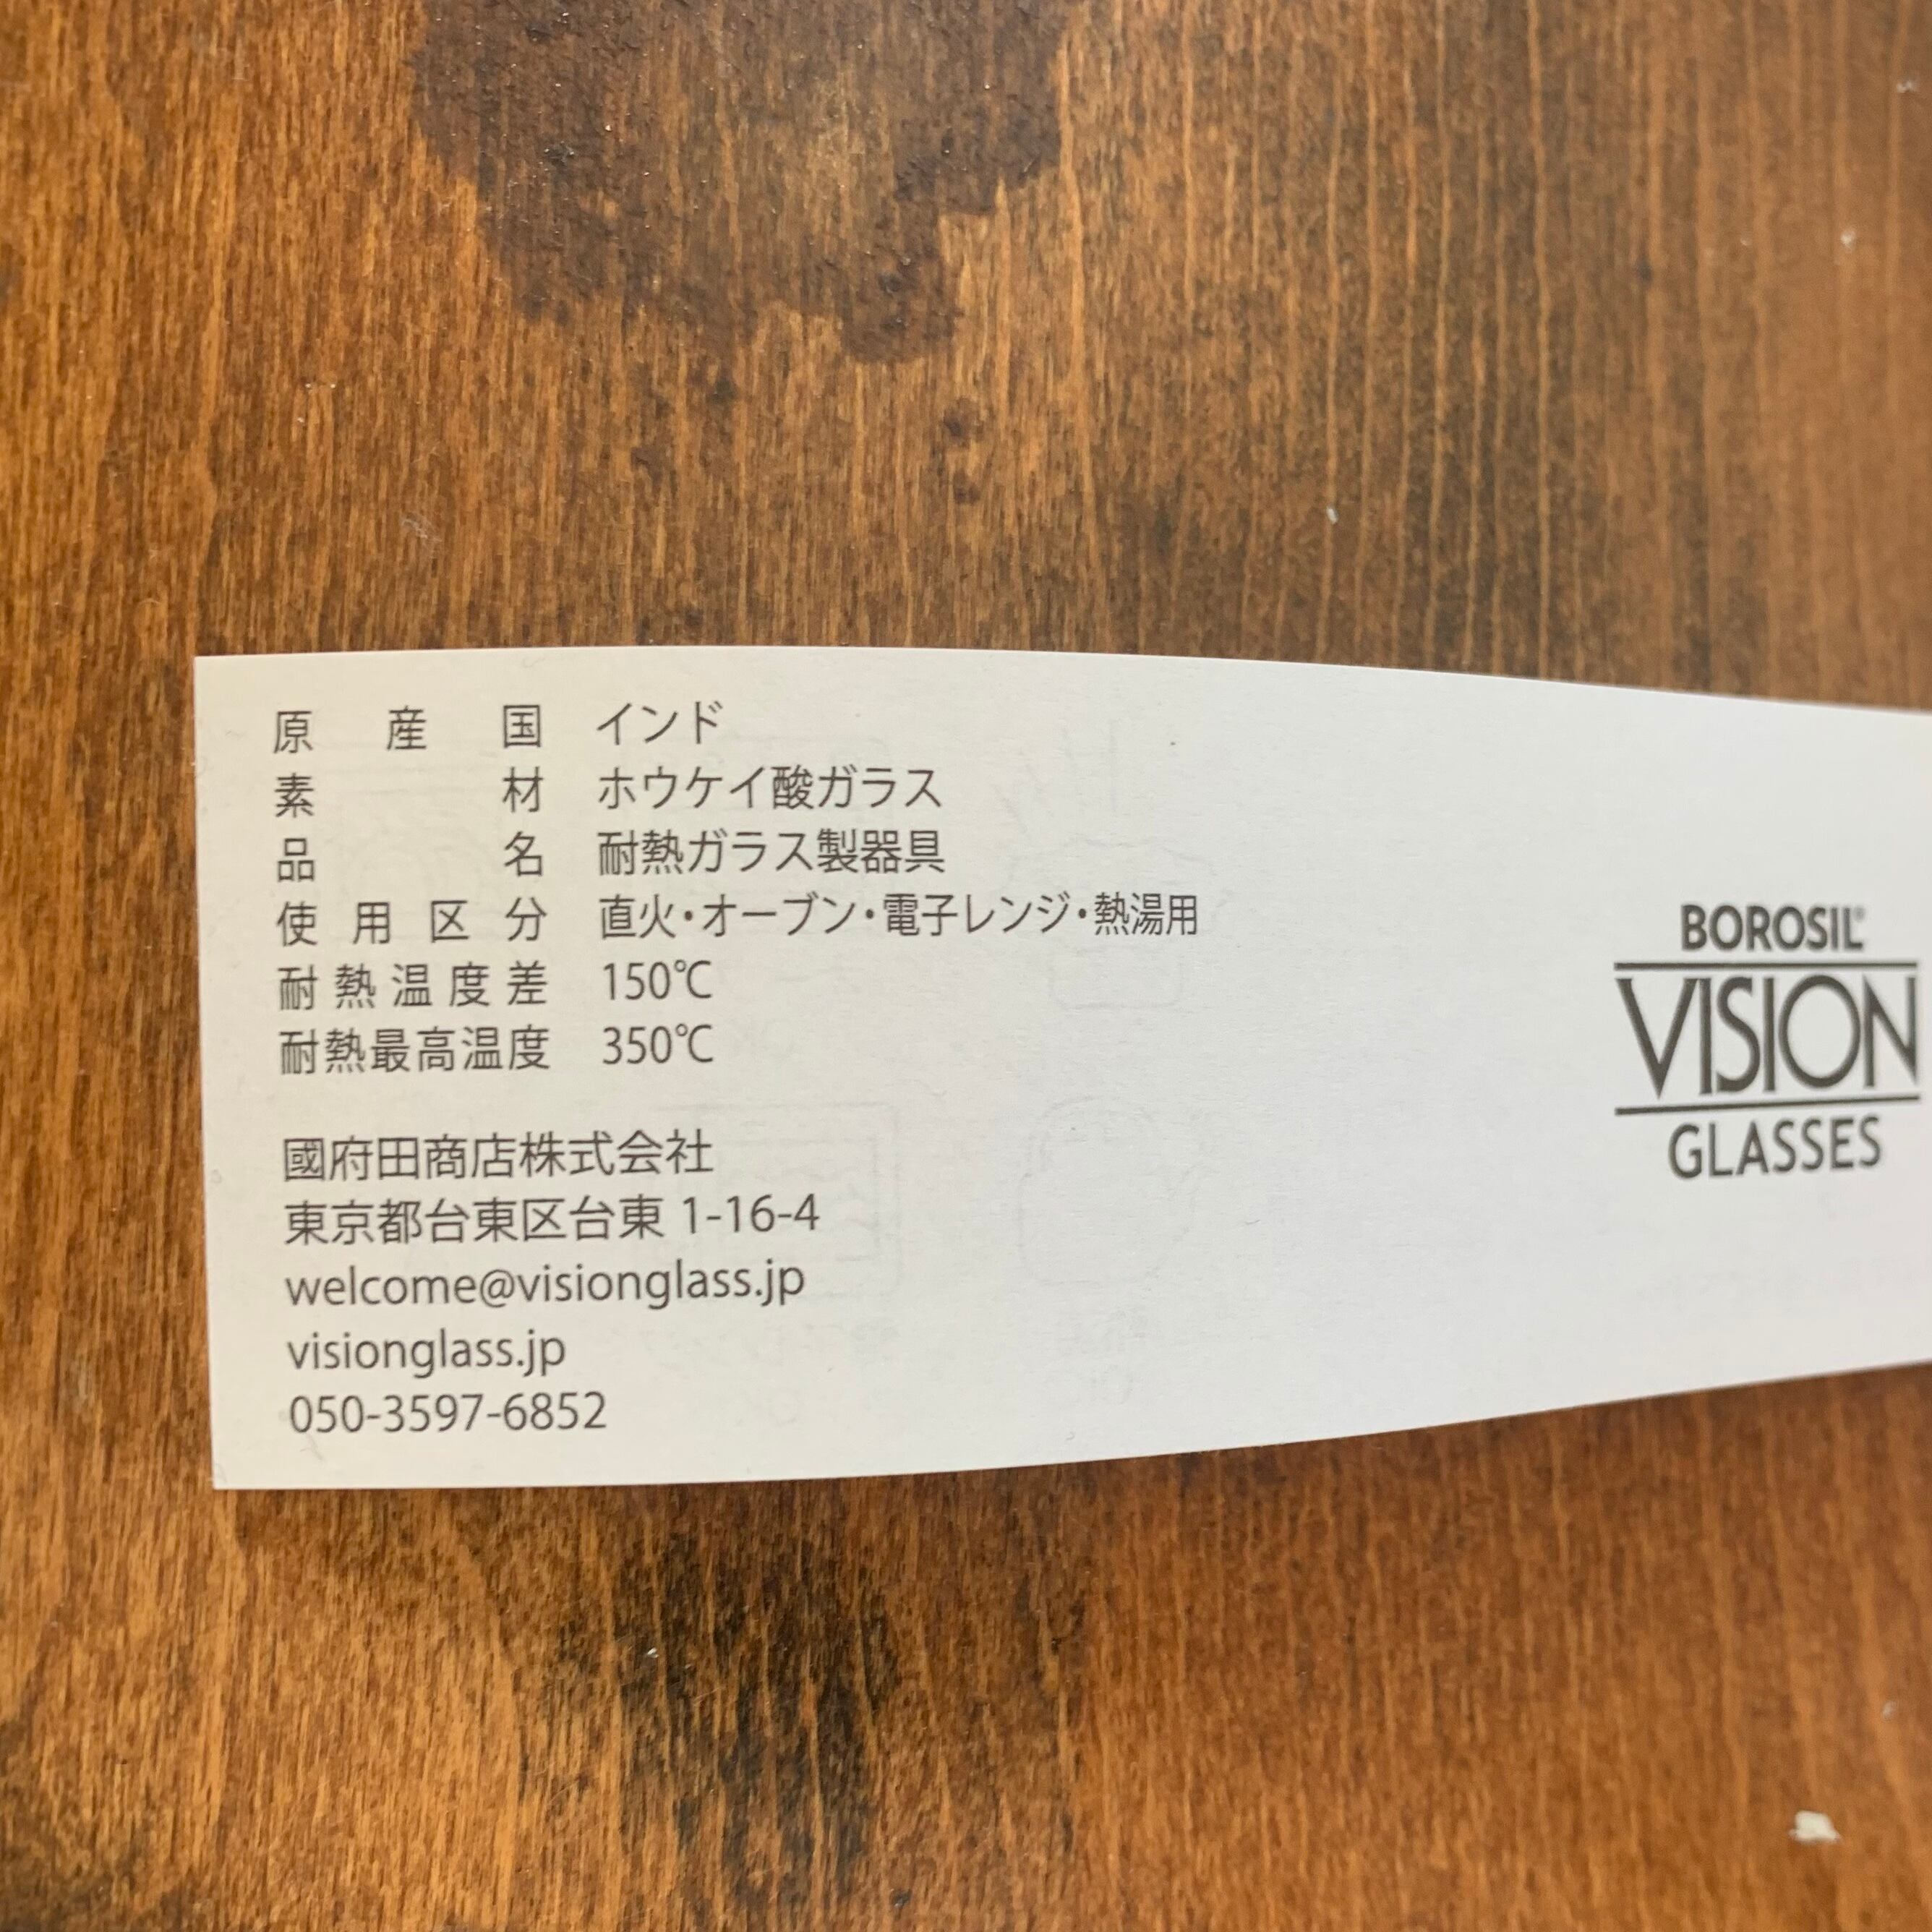 原産国 インド
素材 ホウケイ酸ガラス
品名 耐熱ガラス製器具
使用区分 直火・オーブン・電子レンジ・熱湯用
耐熱温度差 150℃
耐熱最高温度 350℃
國府田商店株式会社
東京都台東区台東 1-16-4
welcome@visionglass.jp
visionglass.jp
050-3597-6852
BOROSIL®
VISION
GLASSES